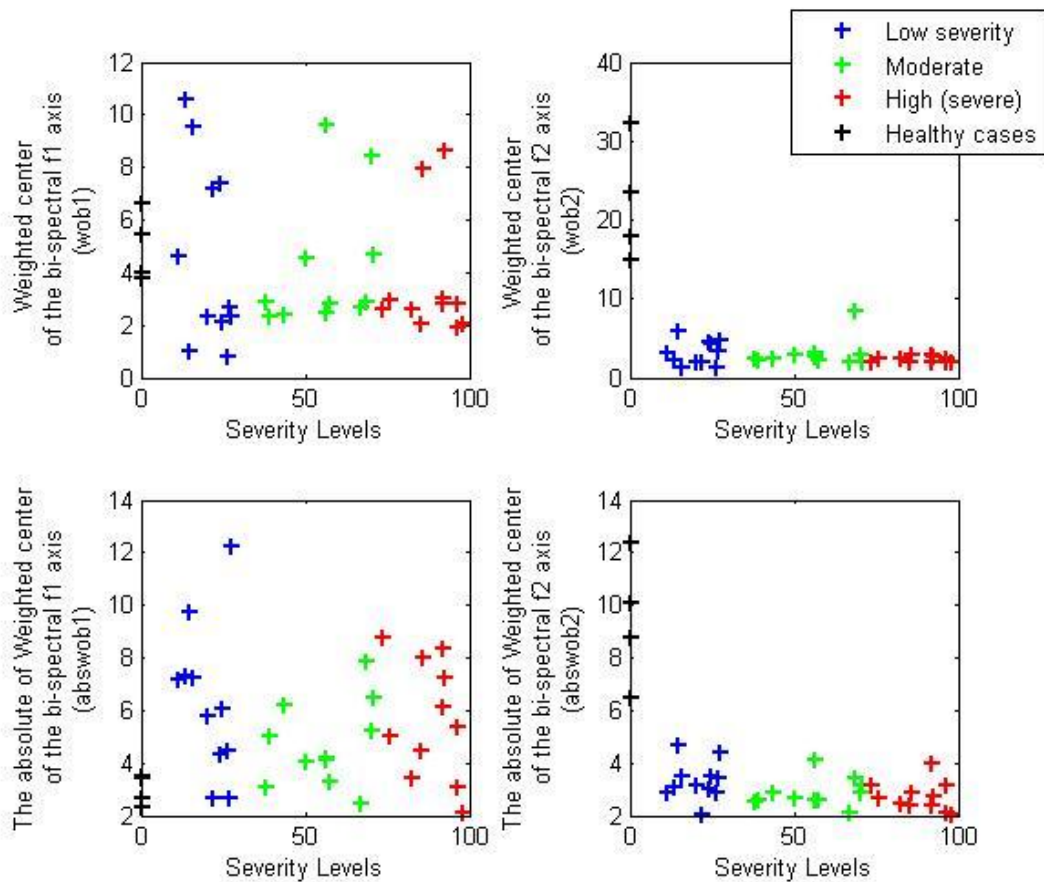 Low severity
Moderate
High (severe)
Healthy cases
Weighted center
of the bi-spectral f1 axis
(wob1)
12
10
8
6
4
2
0
0 50 100
Severity Levels
Weighted center
of the bi-spectral f2 axis
(wob2)
40
30
20
10
0
0 50 100
Severity Levels
The absolute of Weighted center
of the bi-spectral f1 axis
(abswob1)
14
12
10
8
6
4
2
0 50 100
Severity Levels
The absolute of Weighted center
of the bi-spectral f2 axis
(abswob2)
14
12
10
8
6
4
2
0 50 100
Severity Levels